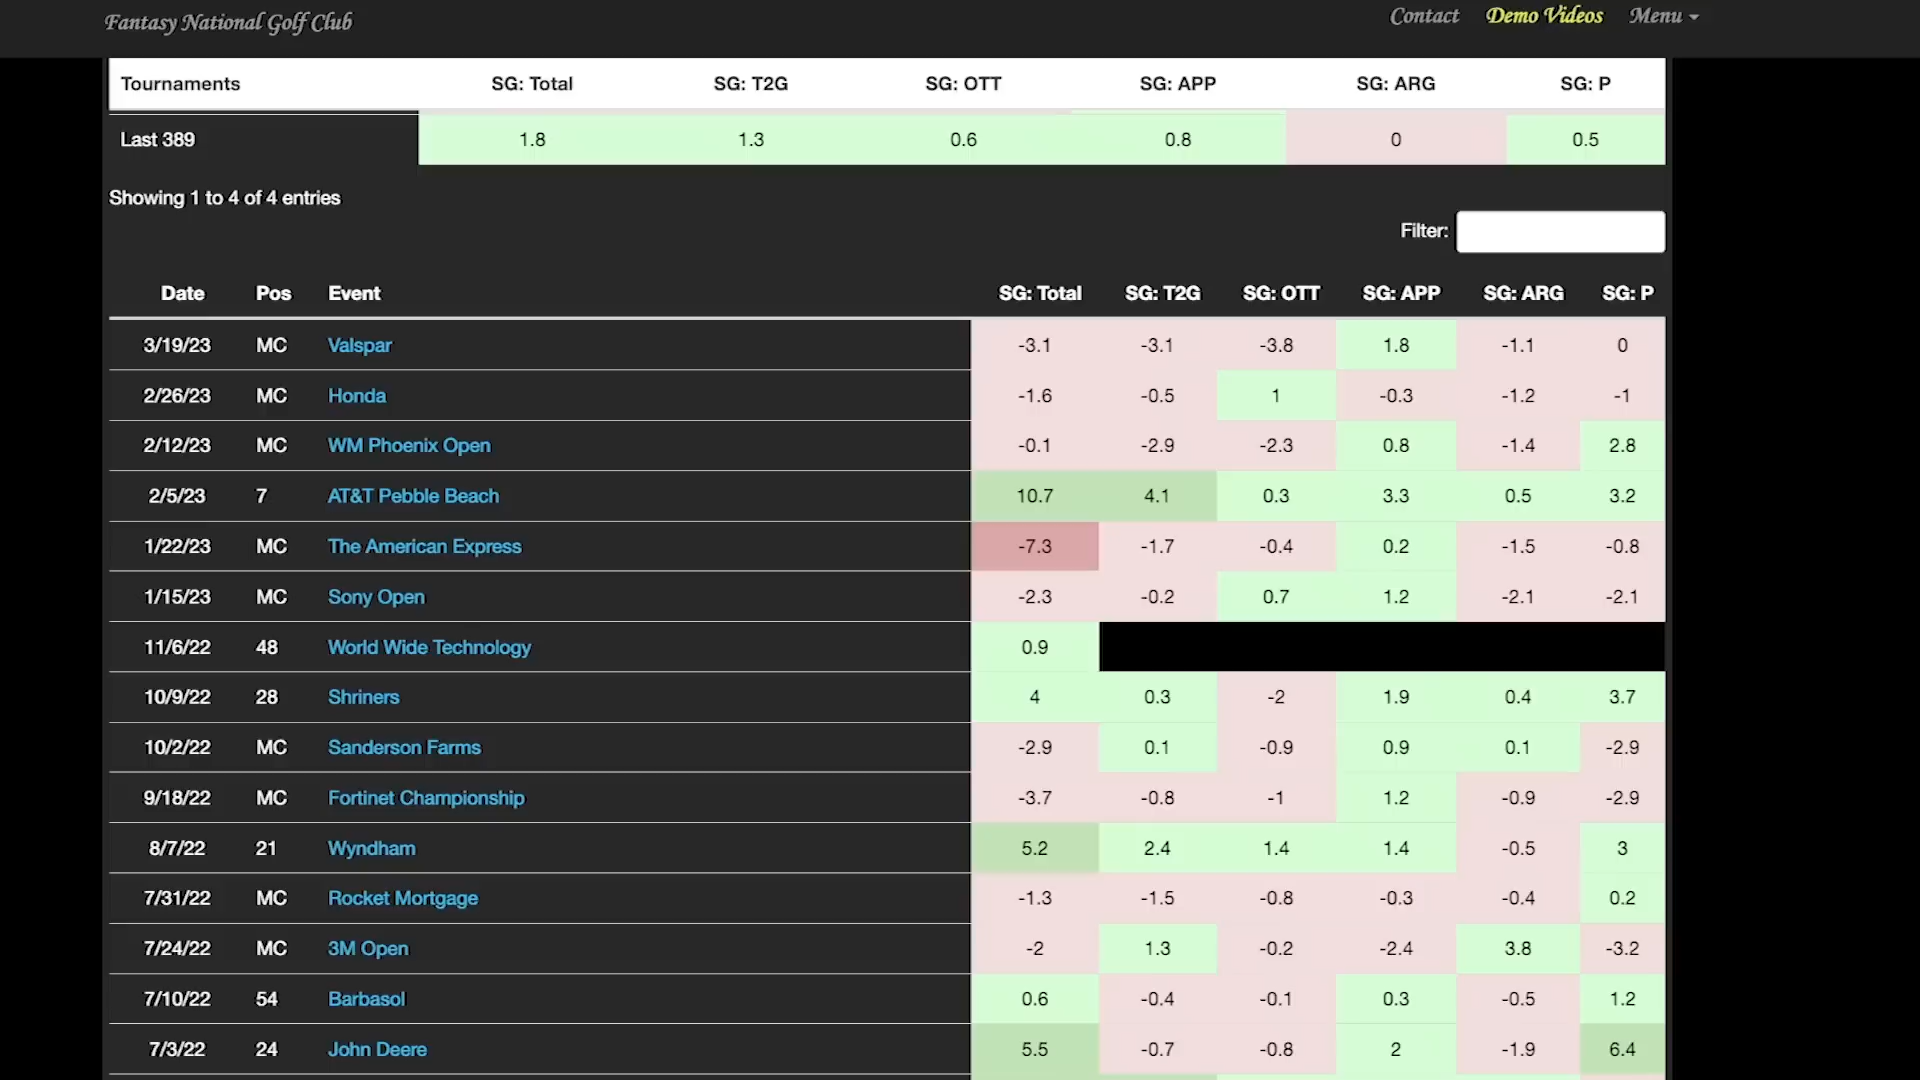 Fantasy National Golf Club Contact Demo Videos Menu
Tournaments SG: Total SG: T2G SG: OTT SG: APP SG: ARG SG: P
Last 389 1.8 1.3 0.6 0.8 0 0.5
Showing 1 to 4 of 4 entries
Filter:
Date Pos Event SG: Total SG: T2G SG: OTT SG: APP SG: ARG SG: P
3/19/23 MC Valspar -3.1 -3.1 -3.8 1.8 -1.1 0
2/26/23 MC Honda -1.6 -0.5 1 -0.3 -1.2 -1
2/12/23 MC WM Phoenix Open -0.1 -2.9 -2.3 0.8 -1.4 2.8
2/5/23 7 AT&T Pebble Beach 10.7 4.1 0.3 3.3 0.5 3.2
1/22/23 MC The American Express -7.3 -1.7 -0.4 0.2 -1.5 -0.8
1/15/23 MC Sony Open -2.3 -0.2 0.7 1.2 -2.1 -2.1
11/6/22 48 World Wide Technology 0.9
10/9/22 28 Shriners 4 0.3 -2 1.9 0.4 3.7
10/2/22 MC Sanderson Farms -2.9 0.1 -0.9 0.9 0.1 -2.9
9/18/22 MC Fortinet Championship -3.7 -0.8 -1 1.2 -0.9 -2.9
8/7/22 21 Wyndham 5.2 2.4 1.4 1.4 -0.5 3
7/31/22 MC Rocket Mortgage -1.3 -1.5 -0.8 -0.3 -0.4 0.2
7/24/22 MC 3M Open -2 1.3 -0.2 -2.4 3.8 -3.2
7/10/22 54 Barbasol 0.6 -0.4 -0.1 0.3 -0.5 1.2
7/3/22 24 John Deere 5.5 -0.7 -0.8 2 -1.9 6.4